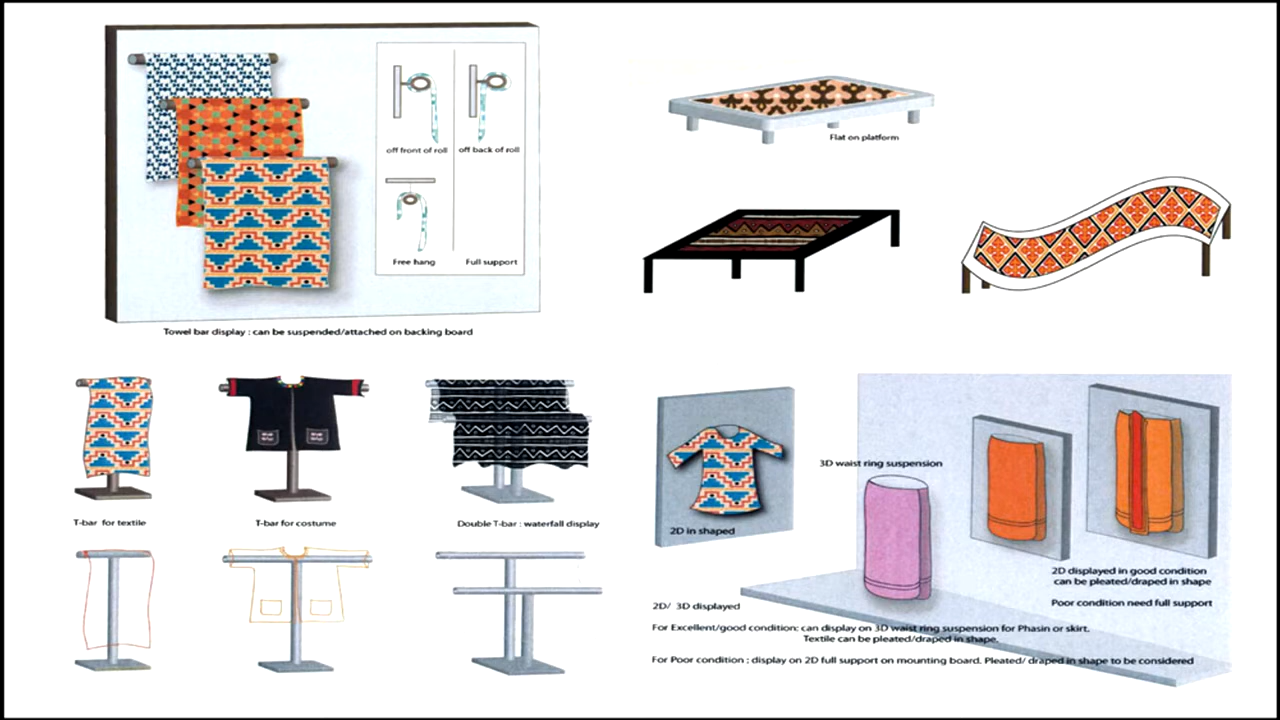 off front of roll
off back of roll
Free hang
Full support
Towel bar display : can be suspended/attached on backing board
Flat on platform
T-bar for textile
T-bar for costume
Double T-bar : waterfall display
2D in shaped
3D waist ring suspension
2D displayed in good condition
can be pleated/draped in shape
Poor condition need full support
2D/ 3D displayed
For Excellent/good condition: can display on 3D waist ring suspension for Phasin or skirt.
Textile can be pleated/draped in shape.
For Poor condition : display on 2D full support on mounting board. Pleated/ draped in shape to be considered